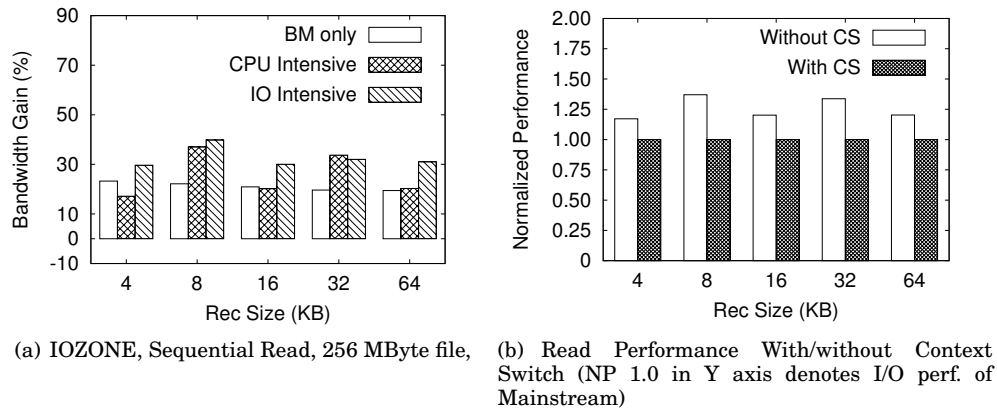 90
70
50
30
10
0
-10
Bandwidth Gain (%)
BM only
CPU Intensive
IO Intensive
4 8 16 32 64
Rec Size (KB)
(a) IOZONE, Sequential Read, 256 MByte file,
2.00
1.75
1.50
1.25
1.00
0.75
0.50
0.25
0
Normalized Performance
Without CS
With CS
4 8 16 32 64
Rec Size (KB)
(b) Read Performance With/without Context
Switch (NP 1.0 in Y axis denotes I/O perf. of
Mainstream)